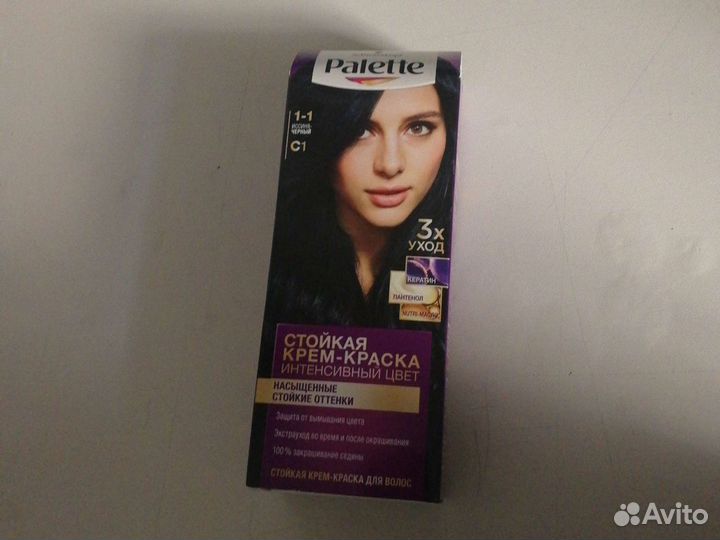 Palette
1-1
ИССИНЯ-
ЧЕРНЫЙ
C1
3x
УХОД
КЕРАТИН
ПАНТЕНОЛ
NUTRI-МАСЛО
СТОЙКАЯ
КРЕМ-КРАСКА
ИНТЕНСИВНЫЙ ЦВЕТ
НАСЫЩЕННЫЕ
СТОЙКИЕ ОТТЕНКИ
Защита от вымывания цвета
Экстрауход во время и после окрашивания
100% закрашивание седины
СТОЙКАЯ КРЕМ-КРАСКА ДЛЯ ВОЛОС
Avito